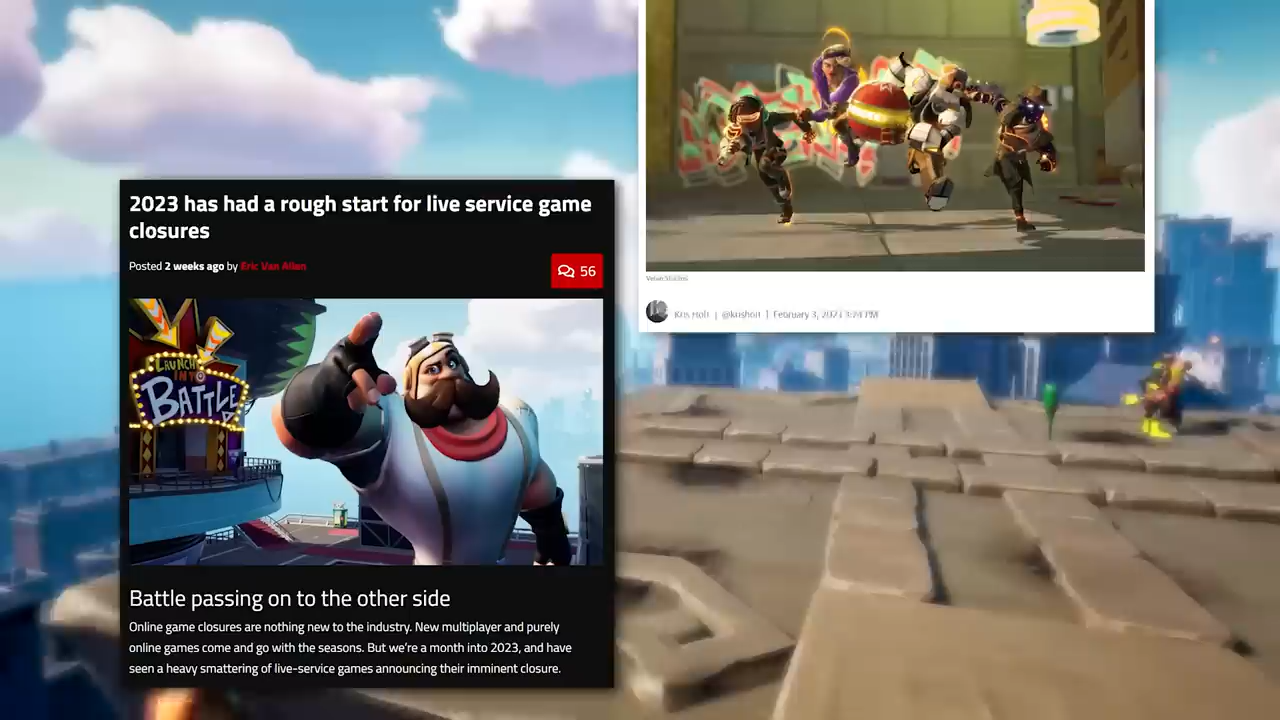 2023 has had a rough start for live service game
closures
Posted 2 weeks ago by Eric Van Allen
56
LAUNCH
INTO
BATTLE
Battle passing on to the other side
Online game closures are nothing new to the industry. New multiplayer and purely
online games come and go with the seasons. But we're a month into 2023, and have
seen a heavy smattering of live-service games announcing their imminent closure.
Velan Studios
Kris Holt | @krisholt | February 3, 2023 3:24 PM